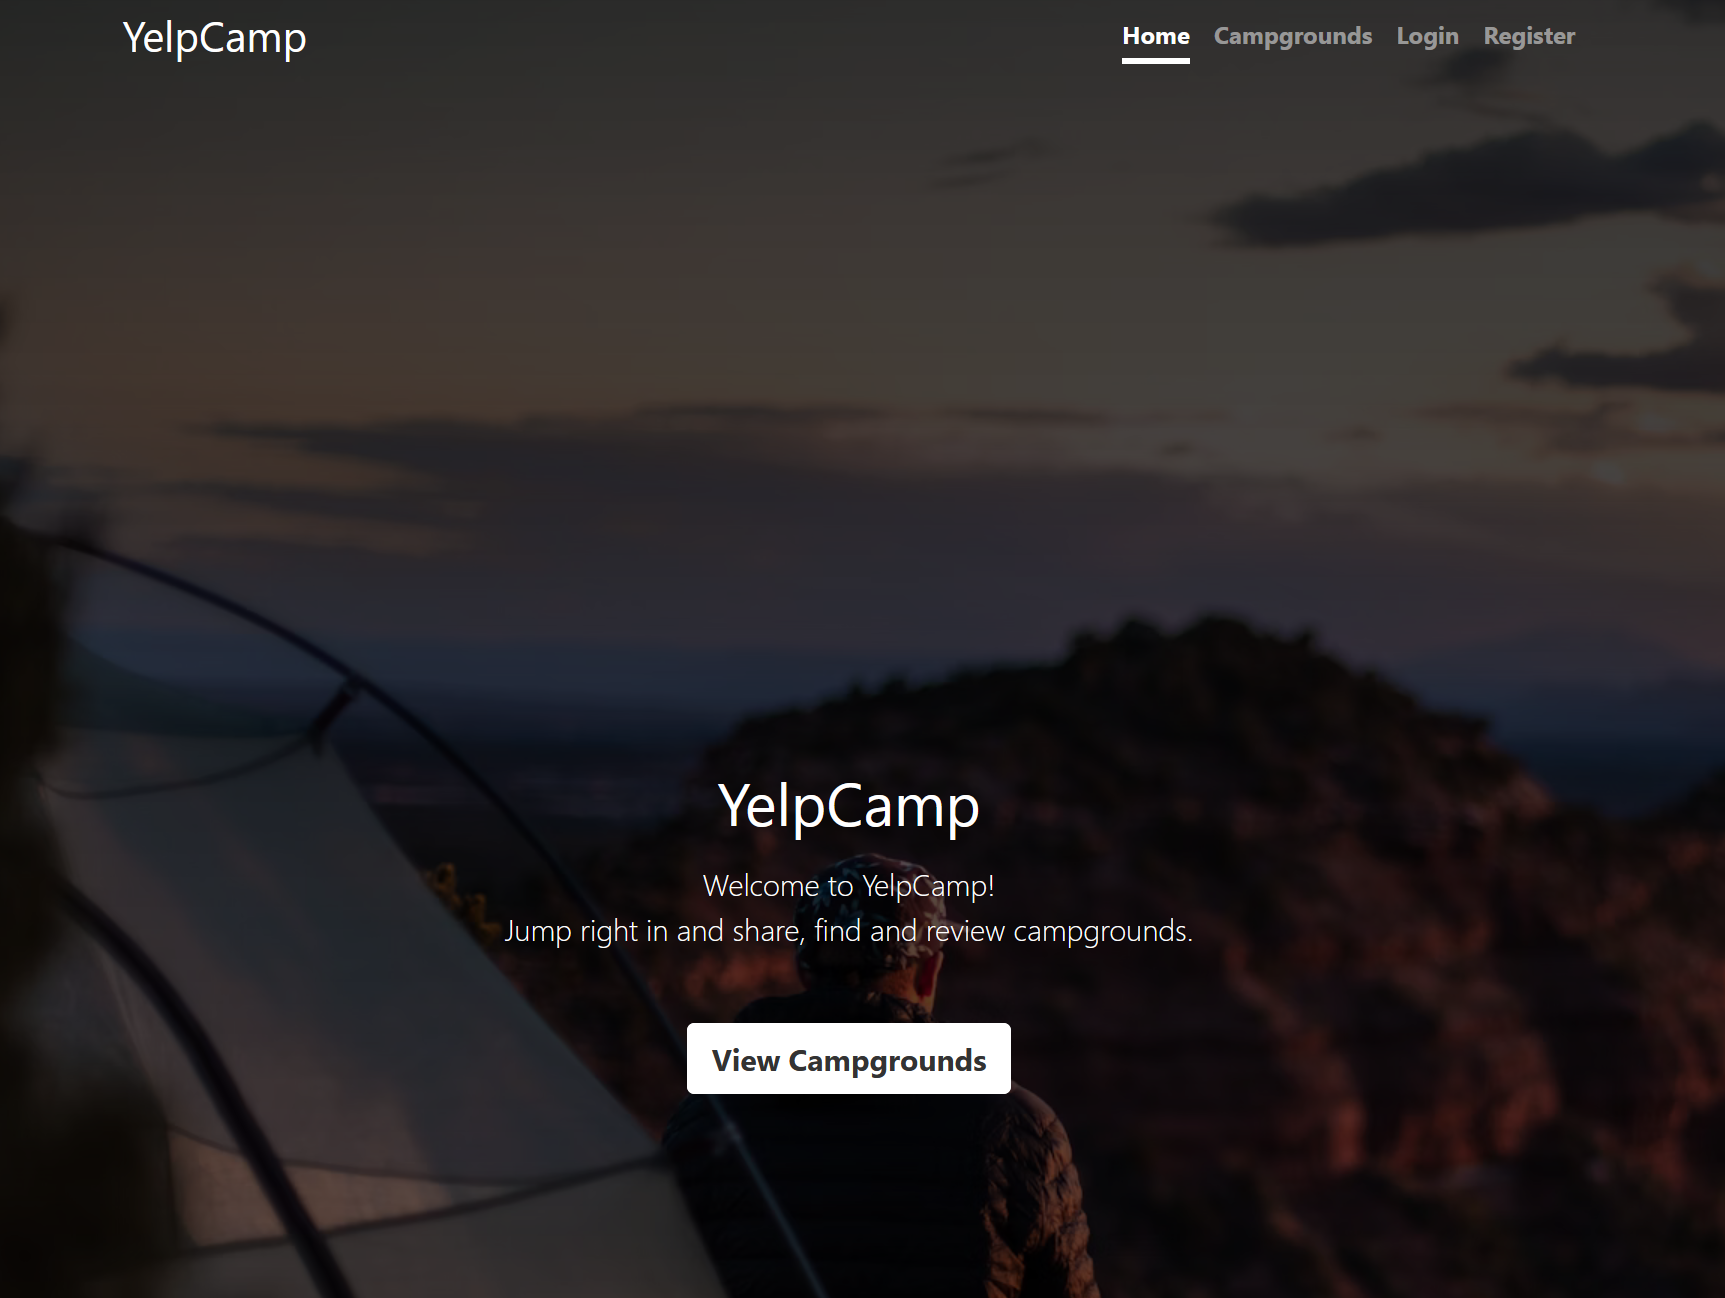 YelpCamp
Home Campgrounds Login Register
YelpCamp
Welcome to YelpCamp!
Jump right in and share, find and review campgrounds.
View Campgrounds